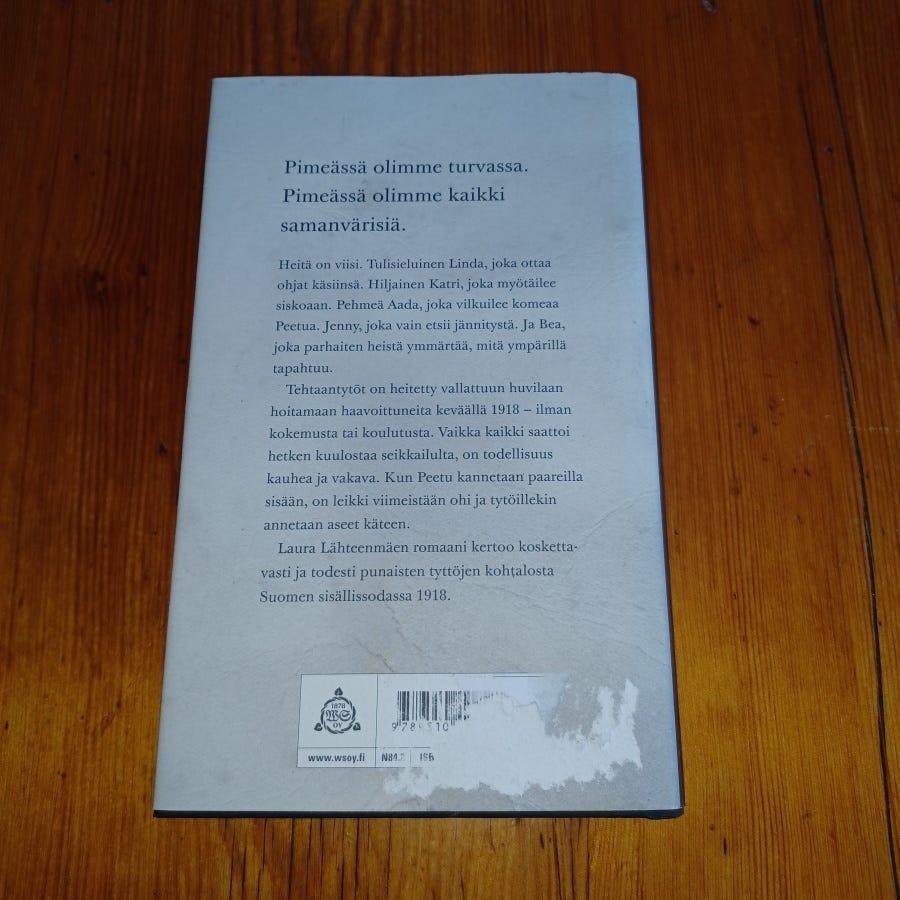 Pimeässä olimme turvassa.
Pimeässä olimme kaikki
samanvärisiä.
Heitä on viisi. Tulisieluinen Linda, joka ottaa
ohjat käsiinsä. Hiljainen Katri, joka myötäilee
siskoaan. Pehmeä Aada, joka vilkuilee komeaa
Peetua. Jenny, joka vain etsii jännitystä. Ja Bea,
joka parhaiten heistä ymmärtää, mitä ympärillä
tapahtuu.
Tehtaantytöt on heitetty vallattuun huvilaan
hoitamaan haavoittuneita keväällä 1918 – ilman
kokemusta tai koulutusta. Vaikka kaikki saattoi
hetken kuulostaa seikkailulta, on todellisuus
kauhea ja vakava. Kun Peetu kannetaan paareilla
sisään, on leikki viimeistään ohi ja tytöillekin
annetaan aseet käteen.
Laura Lähteenmäen romaani kertoo kosketta-
vasti ja todesti punaisten tyttöjen kohtalosta
Suomen sisällissodassa 1918.
1878
WS
OY
9 789510
www.wsoy.fi N84.2